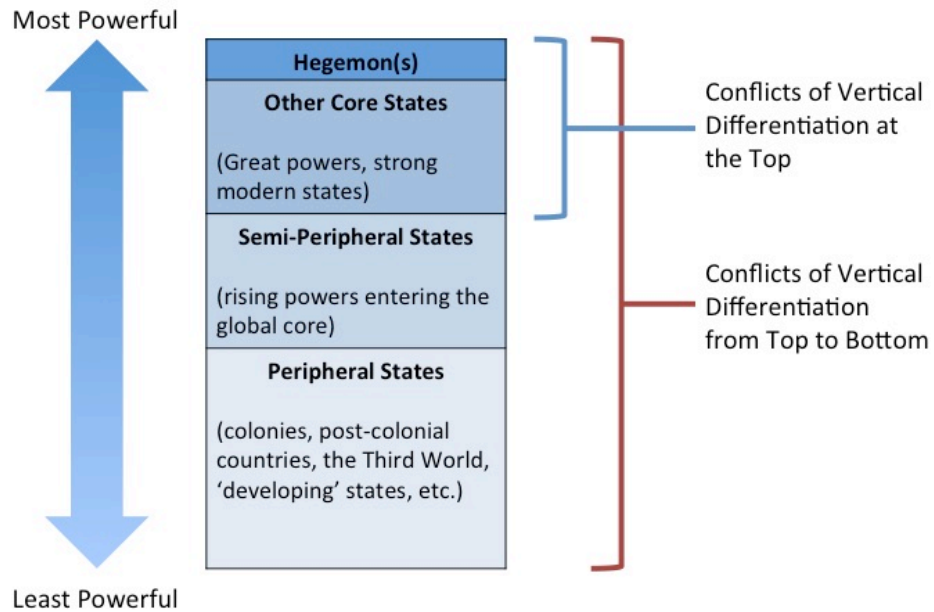 Most Powerful
Hegemon(s)
Other Core States
(Great powers, strong
modern states)
Semi-Peripheral States
(rising powers entering the
global core)
Peripheral States
(colonies, post-colonial
countries, the Third World,
‘developing’ states, etc.)
Least Powerful
Conflicts of Vertical
Differentiation at
the Top
Conflicts of Vertical
Differentiation
from Top to Bottom